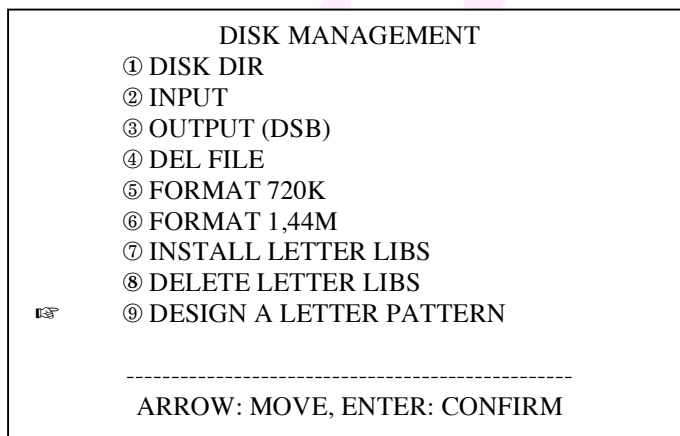 DISK MANAGEMENT
① DISK DIR
② INPUT
③ OUTPUT (DSB)
④ DEL FILE
⑤ FORMAT 720K
⑥ FORMAT 1,44M
⑦ INSTALL LETTER LIBS
⑧ DELETE LETTER LIBS
☞ ⑨ DESIGN A LETTER PATTERN
--------------------------------------------------
ARROW: MOVE, ENTER: CONFIRM